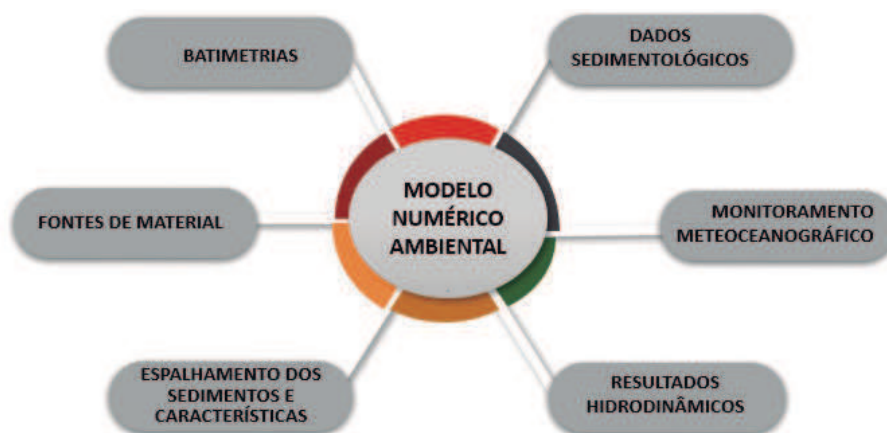 BATIMETRIAS
DADOS
SEDIMENTOLÓGICOS
FONTES DE MATERIAL
MODELO
NUMÉRICO
AMBIENTAL
MONITORAMENTO
METEOCEANOGRÁFICO
ESPALHAMENTO DOS
SEDIMENTOS E
CARACTERÍSTICAS
RESULTADOS
HIDRODINÂMICOS